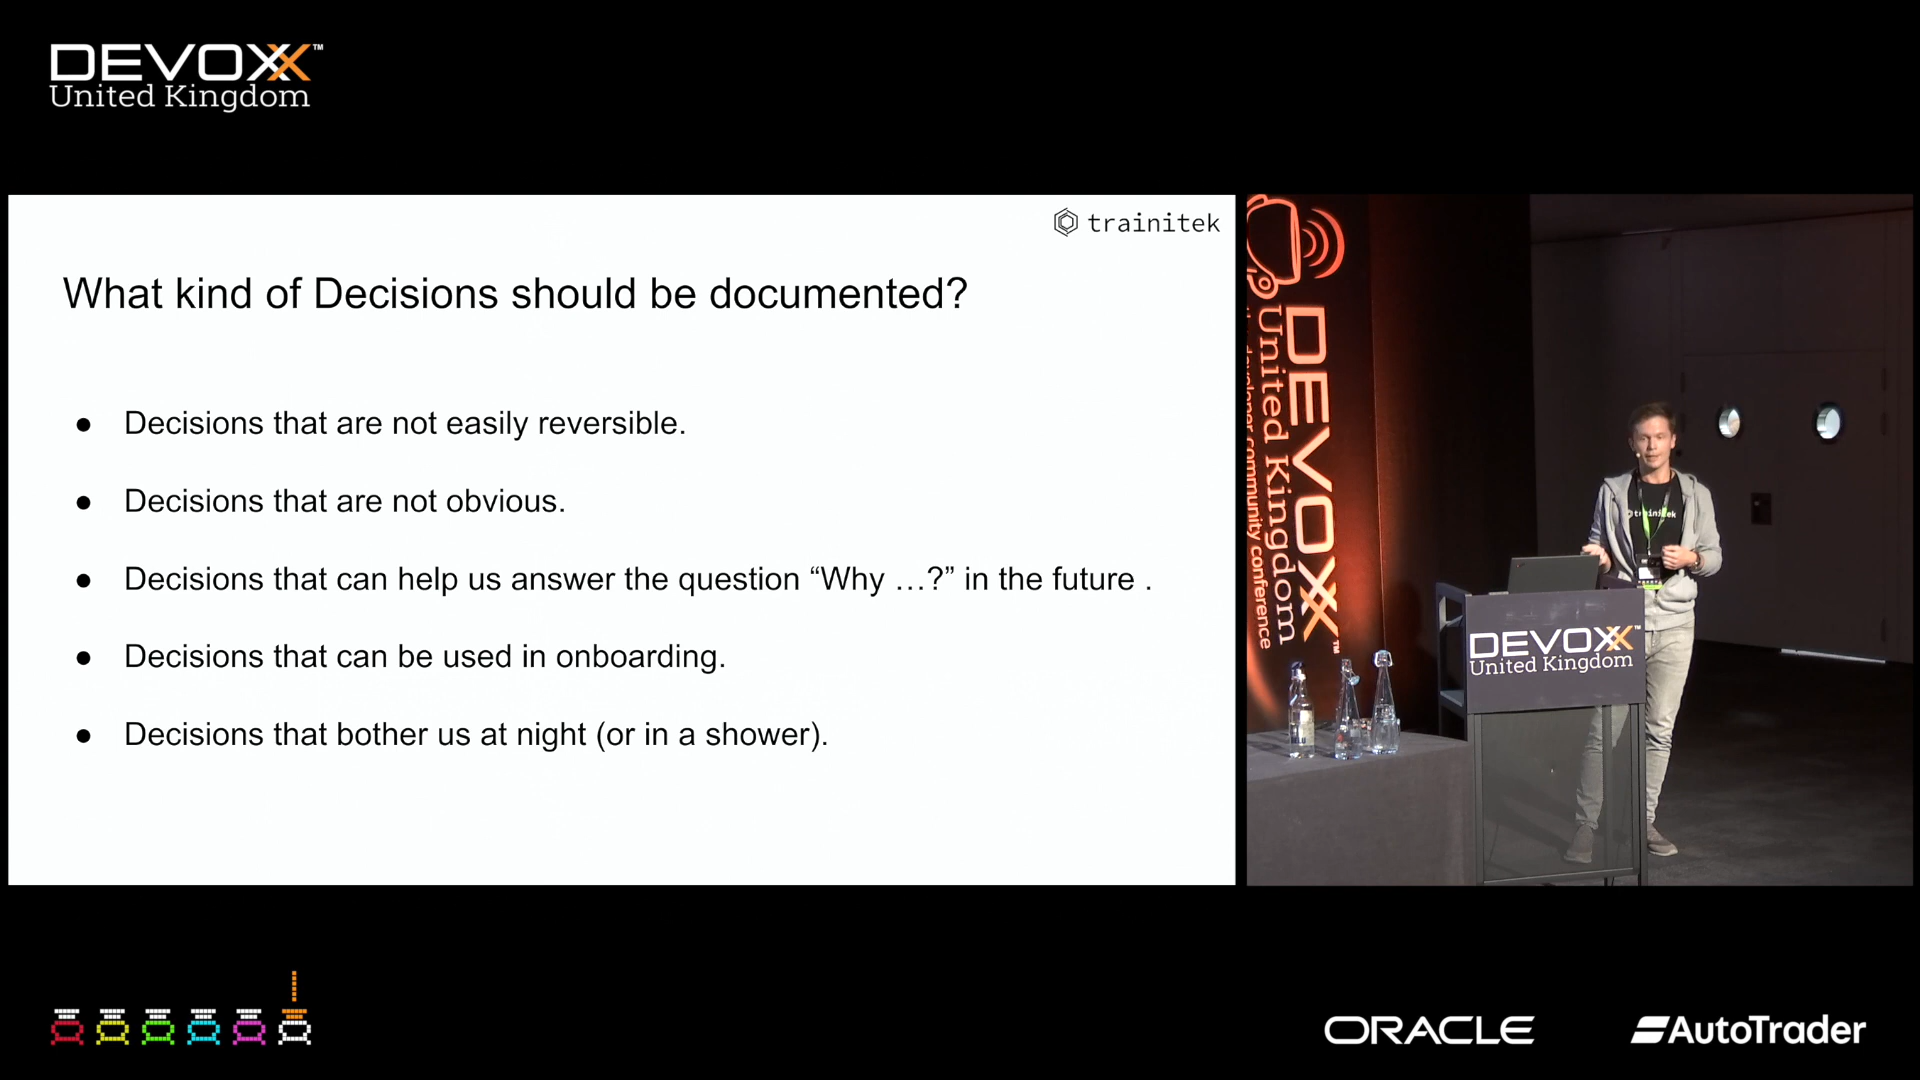 DEVOXX™
United Kingdom
trainitek
What kind of Decisions should be documented?
● Decisions that are not easily reversible.
● Decisions that are not obvious.
● Decisions that can help us answer the question “Why …?” in the future .
● Decisions that can be used in onboarding.
● Decisions that bother us at night (or in a shower).
DEVOXX™
United Kingdom
developer community conference
trainitek
DEVOXX™
United Kingdom
ORACLE
AutoTrader